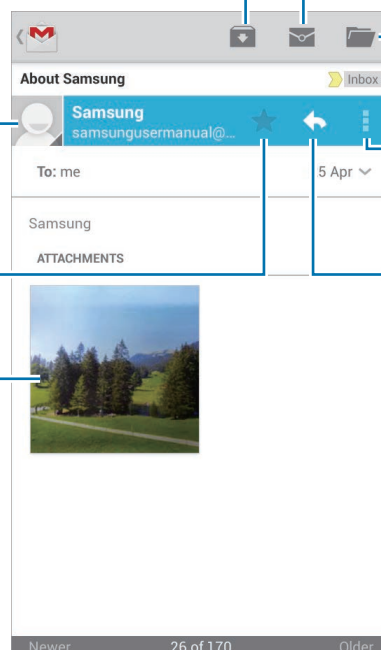 About Samsung
Inbox
Samsung
samsungusermanual@...
To: me
5 Apr
Samsung
ATTACHMENTS
Newer 26 of 170 Older